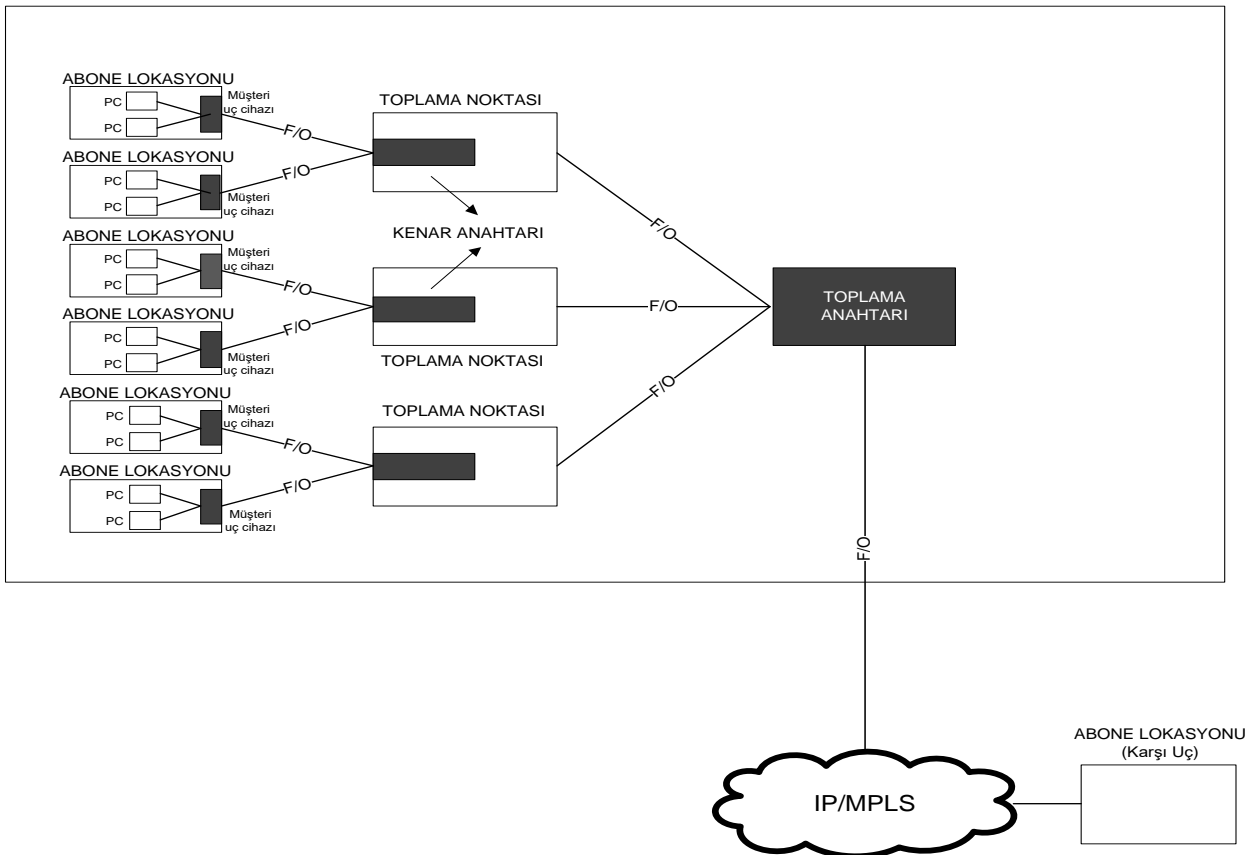 ABONE LOKASYONU
PC
PC
Müşteri
uç cihazı
F/O
ABONE LOKASYONU
PC
PC
Müşteri
uç cihazı
F/O
ABONE LOKASYONU
PC
PC
Müşteri
uç cihazı
F/O
ABONE LOKASYONU
PC
PC
Müşteri
uç cihazı
F/O
ABONE LOKASYONU
PC
PC
Müşteri
uç cihazı
F/O
ABONE LOKASYONU
PC
PC
Müşteri
uç cihazı
F/O
TOPLAMA NOKTASI
KENAR ANAHTARI
TOPLAMA NOKTASI
TOPLAMA NOKTASI
F/O
F/O
F/O
TOPLAMA
ANAHTARI
F/O
IP/MPLS
ABONE LOKASYONU
(Karşı Uç)